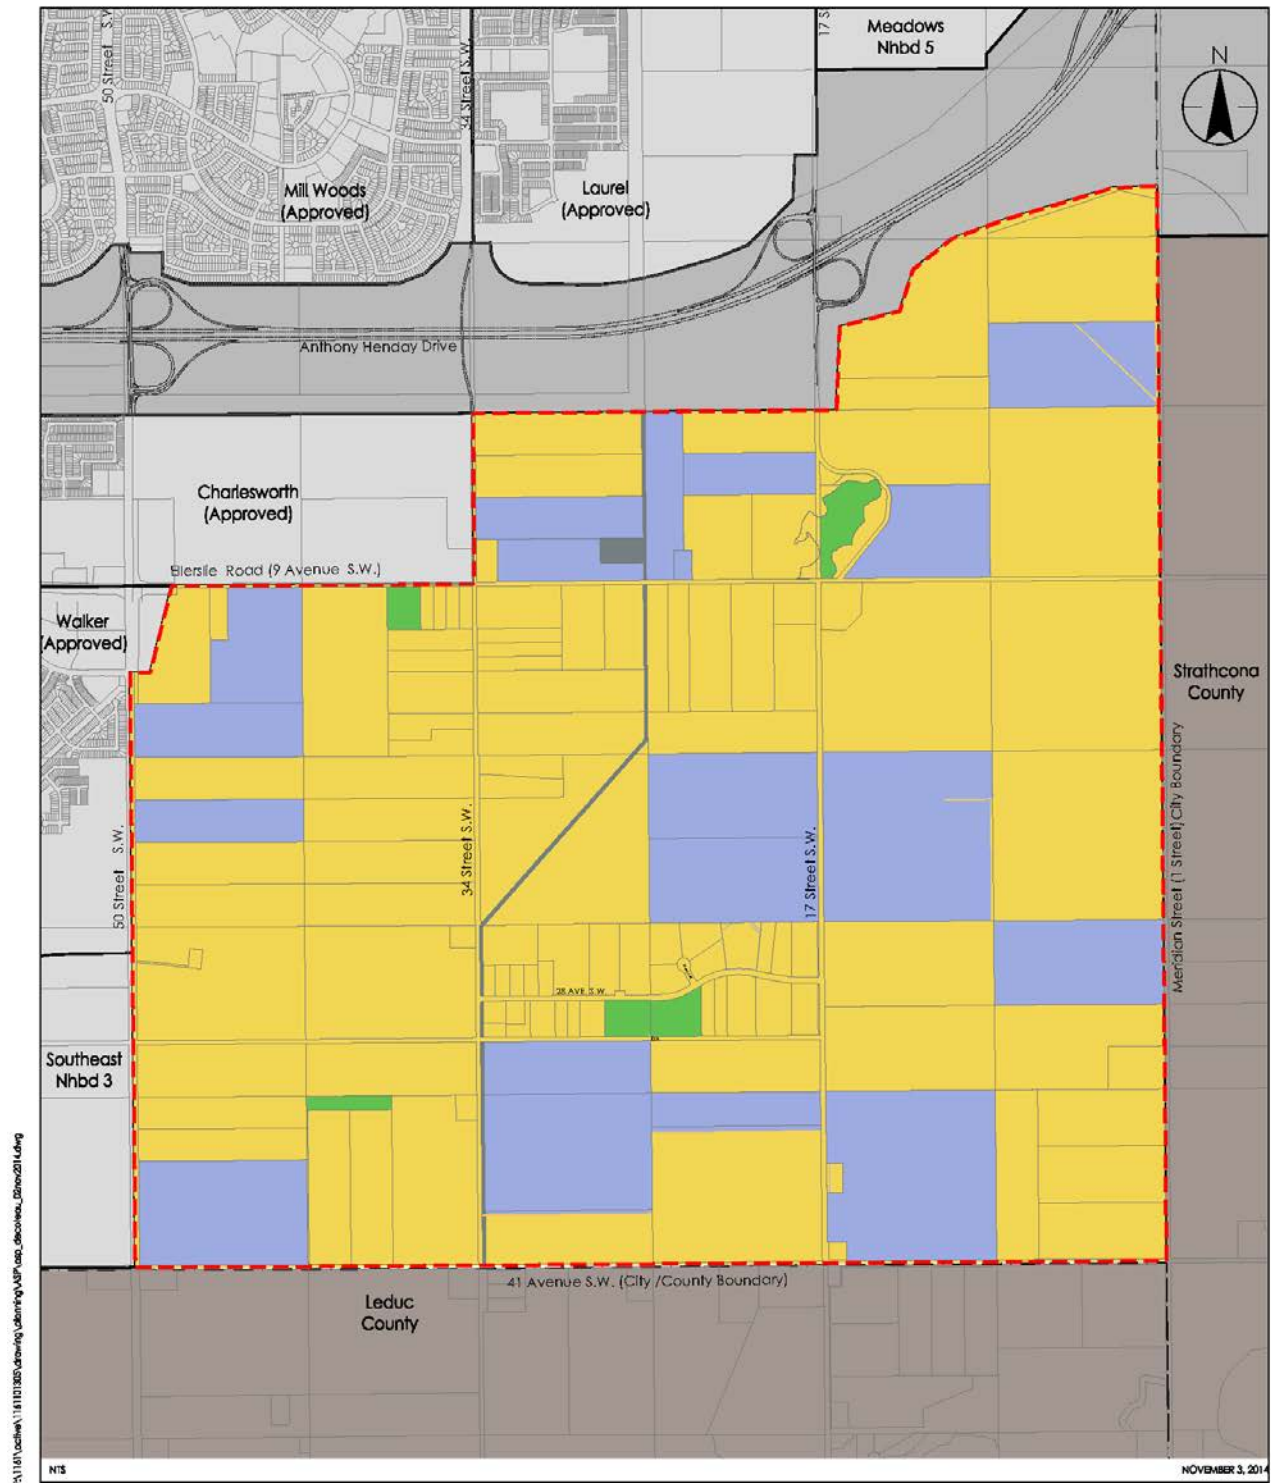 50 Street S.W.
34 Street S.W.
Meadows
Nhbd 5
N
Mill Woods
(Approved)
Laurel
(Approved)
Anthony Henday Drive
Charlesworth
(Approved)
Ellerslie Road (9 Avenue S.W.)
Walker
(Approved)
Strathcona
County
50 Street S.W.
34 Street S.W.
17 Street S.W.
Meridian Street (1 Street) City Boundary
28 AVE S.W.
Southeast
Nhbd 3
41 Avenue S.W. (City /County Boundary)
Leduc
County
NTS
NOVEMBER 3, 2014